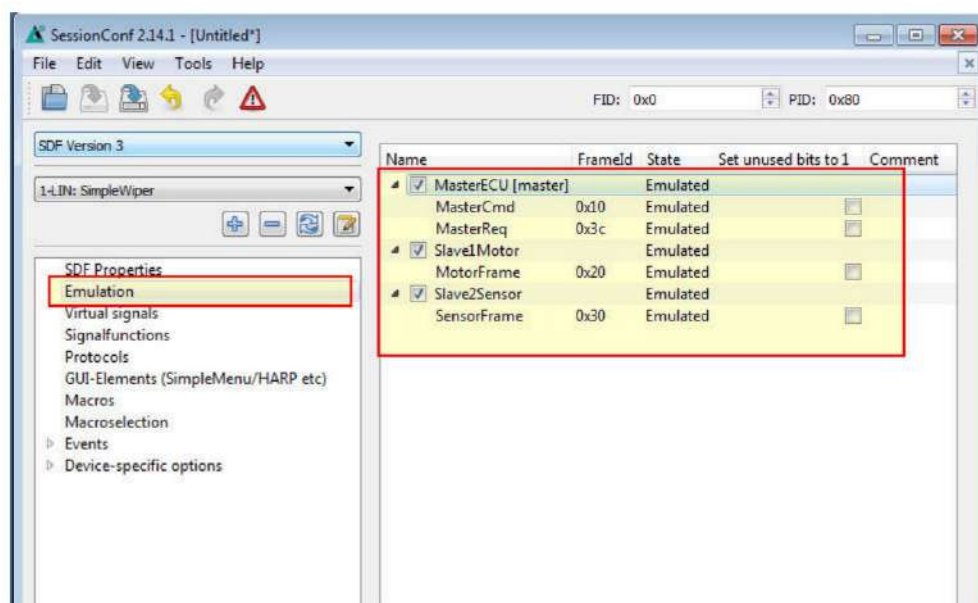 SessionConf 2.14.1 - [Untitled*]
File Edit View Tools Help
FID: 0x0 PID: 0x80
SDF Version 3
1-LIN: SimpleWiper
SDF Properties
Emulation
Virtual signals
Signalfunctions
Protocols
GUI-Elements (SimpleMenu/HARP etc)
Macros
Macroselection
Events
Device-specific options
Name FrameId State Set unused bits to 1 Comment
MasterECU [master] Emulated
MasterCmd 0x10 Emulated
MasterReq 0x3c Emulated
Slave1Motor Emulated
MotorFrame 0x20 Emulated
Slave2Sensor Emulated
SensorFrame 0x30 Emulated